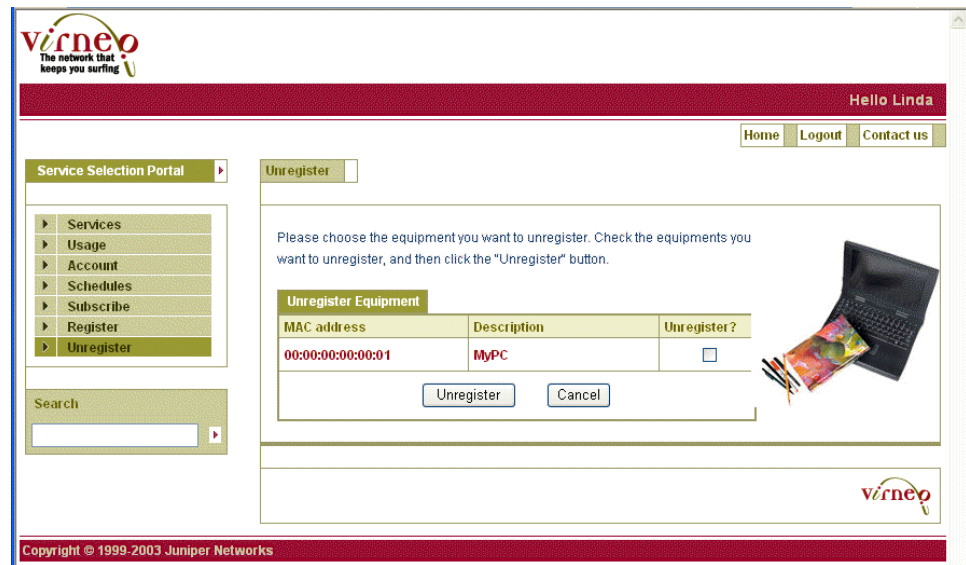 virneo
The network that
keeps you surfing
Hello Linda
Home Logout Contact us
Service Selection Portal
Unregister
Services
Usage
Account
Schedules
Subscribe
Register
Unregister
Search
Please choose the equipment you want to unregister. Check the equipments you
want to unregister, and then click the "Unregister" button.
Unregister Equipment
MAC address Description Unregister?
00:00:00:00:00:01 MyPC
Unregister Cancel
virneo
Copyright © 1999-2003 Juniper Networks